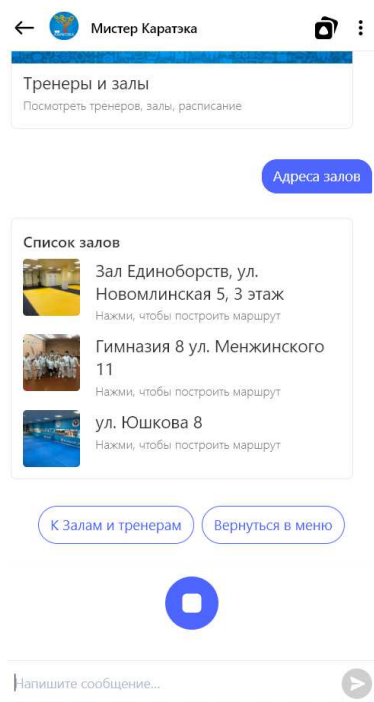 Мистер Каратэка
Тренеры и залы
Посмотреть тренеров, залы, расписание
Адреса залов
Список залов
Зал Единоборств, ул.
Новомлинская 5, 3 этаж
Нажми, чтобы построить маршрут
Гимназия 8 ул. Менжинского
11
Нажми, чтобы построить маршрут
ул. Юшкова 8
Нажми, чтобы построить маршрут
К Залам и тренерам
Вернуться в меню
Напишите сообщение...